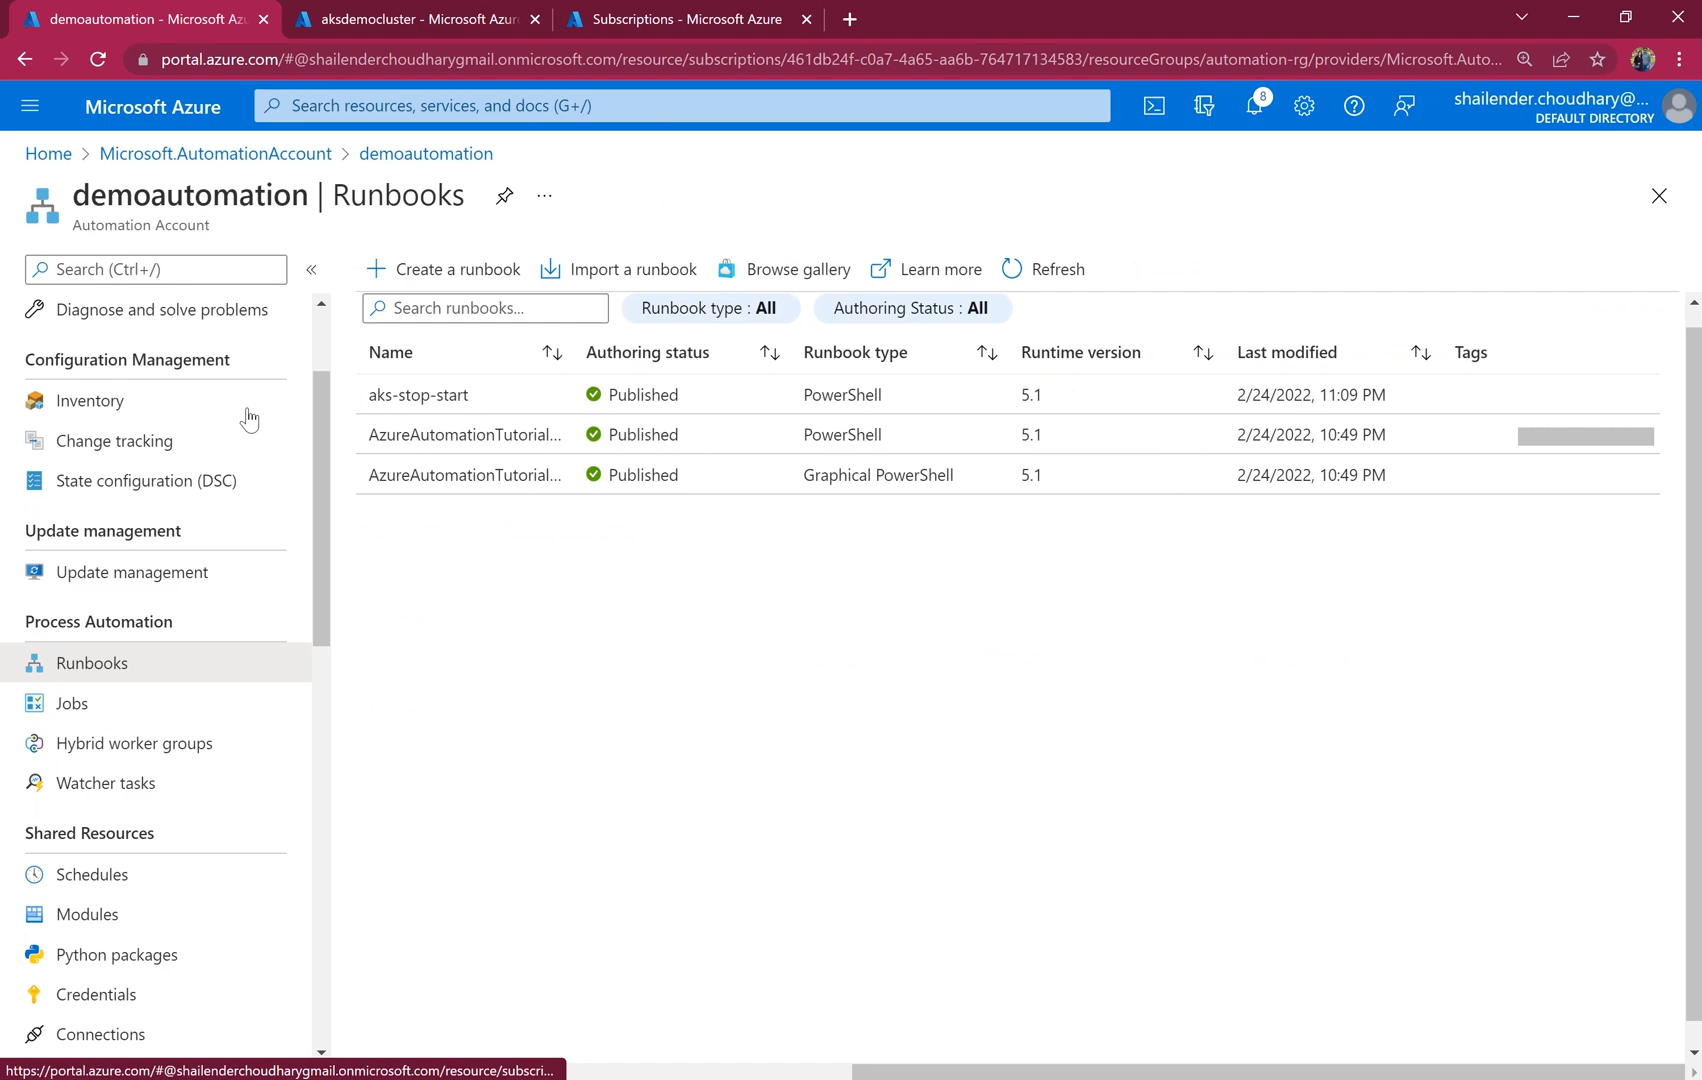 demoautomation - Microsoft Azu
aksdemocluster - Microsoft Azure
Subscriptions - Microsoft Azure
portal.azure.com/#@shailenderchoudharygmail.onmicrosoft.com/resource/subscriptions/461db24f-c0a7-4a65-aa6b-764717134583/resourceGroups/automation-rg/providers/Microsoft.Auto...
Microsoft Azure
Search resources, services, and docs (G+/)
8
shailender.choudhary@...
DEFAULT DIRECTORY
Home > Microsoft.AutomationAccount > demoautomation
demoautomation | Runbooks ...
Automation Account
Search (Ctrl+/)
«
Diagnose and solve problems
Configuration Management
Inventory
Change tracking
State configuration (DSC)
Update management
Update management
Process Automation
Runbooks
Jobs
Hybrid worker groups
Watcher tasks
Shared Resources
Schedules
Modules
Python packages
Credentials
Connections
Create a runbook Import a runbook Browse gallery Learn more Refresh
Search runbooks... Runbook type : All Authoring Status : All
Name Authoring status Runbook type Runtime version Last modified Tags
aks-stop-start Published PowerShell 5.1 2/24/2022, 11:09 PM
AzureAutomationTutorial... Published PowerShell 5.1 2/24/2022, 10:49 PM
AzureAutomationTutorial... Published Graphical PowerShell 5.1 2/24/2022, 10:49 PM
https://portal.azure.com/#@shailenderchoudharygmail.onmicrosoft.com/resource/subscri...